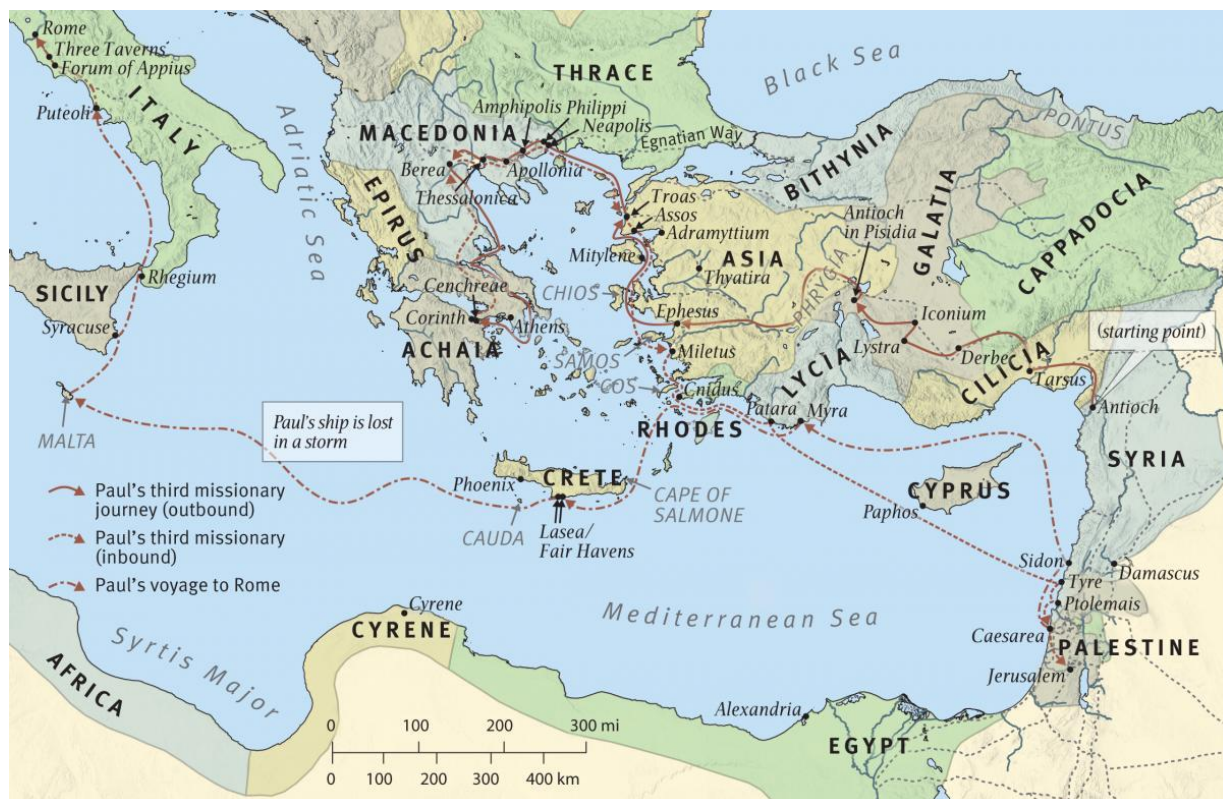 Rome
Three Taverns
Forum of Appius
Puteoli
ITALY
Adriatic Sea
Rhegium
SICILY
Syracuse
MALTA
THRACE
Black Sea
Amphipolis
Philippi
Neapolis
MACEDONIA
Egnatian Way
Berea
Apollonia
Thessalonica
EPIRUS
BITHYNIA
PONTUS
GALATIA
CAPPADOCIA
Troas
Assos
Adramyttium
Antioch
in Pisidia
Mitylene
ASIA
Thyatira
PHRYGIA
CHIOS
Cenchreae
Corinth
Athens
ACHAIA
Ephesus
Miletus
SAMOS
COS
Cnidus
Iconium
Lystra
Derbe
LYCIA
CILICIA
Tarsus
(starting point)
Antioch
Patara
Myra
RHODES
SYRIA
Paul's ship is lost
in a storm
Phoenix
CRETE
CAPE OF
SALMONE
CAUDA
Lasea/
Fair Havens
CYPRUS
Paphos
Sidon
Tyre
Damascus
Ptolemais
Caesarea
PALESTINE
Jerusalem
Paul's third missionary
journey (outbound)
Paul's third missionary
(inbound)
Paul's voyage to Rome
Mediterranean Sea
Cyrene
CYRENE
Syrtis Major
AFRICA
Alexandria
EGYPT
0 100 200 300 mi
0 100 200 300 400 km